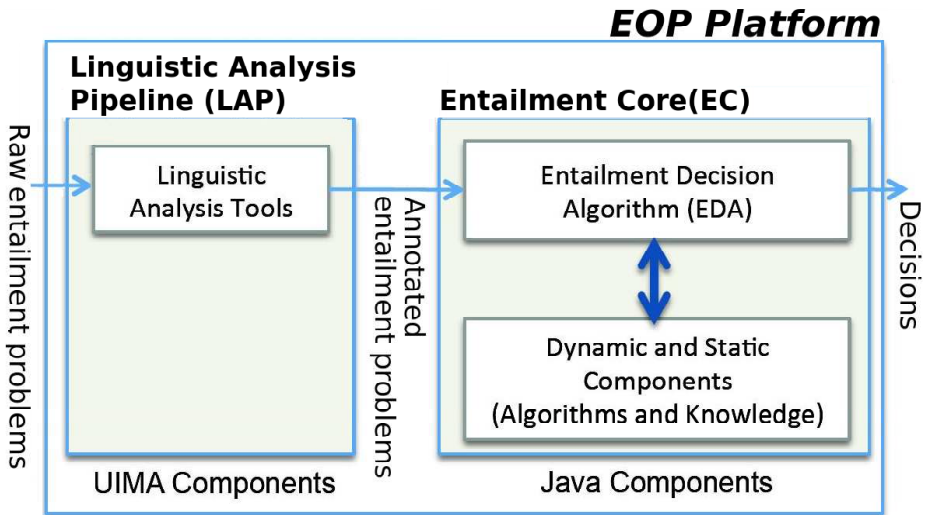 EOP Platform
Linguistic Analysis
Pipeline (LAP)
Entailment Core(EC)
Raw entailment problems
Linguistic
Analysis Tools
Annotated
entailment problems
Entailment Decision
Algorithm (EDA)
Decisions
Dynamic and Static
Components
(Algorithms and Knowledge)
UIMA Components
Java Components